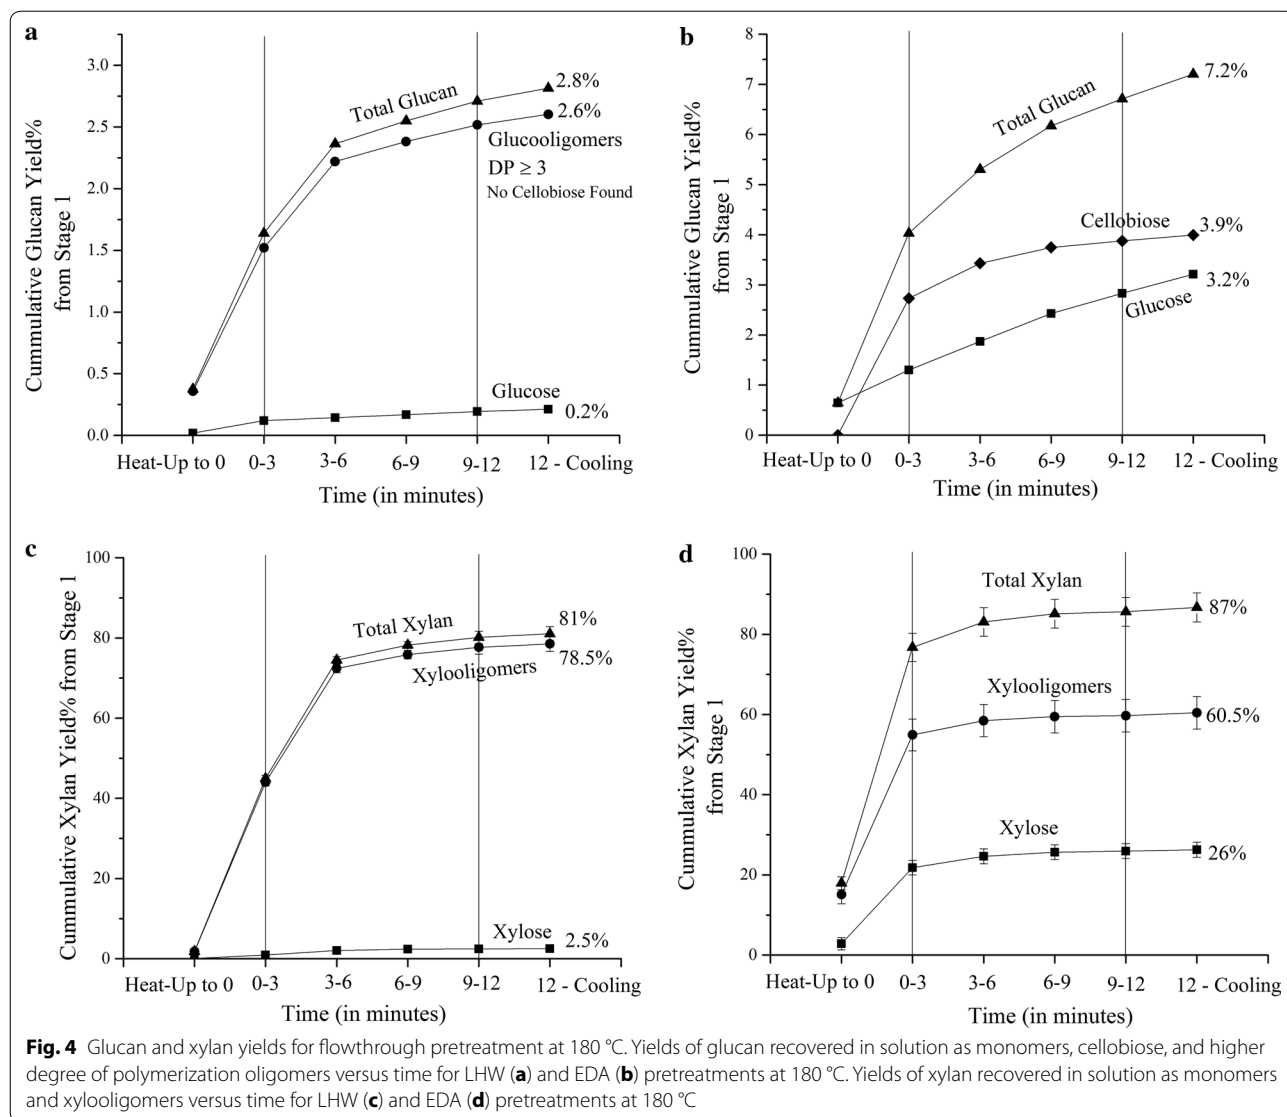 a
Cummulative Glucan Yield%
from Stage 1
3.0
2.5
2.0
1.5
1.0
0.5
0.0
Total Glucan
2.8%
2.6%
Glucooligomers
DP ≥ 3
No Cellobiose Found
Glucose
0.2%
Heat-Up to 0 0-3 3-6 6-9 9-12 12 - Cooling
Time (in minutes)
b
Cummulative Glucan Yield%
from Stage 1
8
7
6
5
4
3
2
1
0
Total Glucan
7.2%
Cellobiose
3.9%
3.2%
Glucose
Heat-Up to 0 0-3 3-6 6-9 9-12 12 - Cooling
Time (in minutes)
c
Cummulative Xylan Yield% from Stage 1
100
80
60
40
20
0
Total Xylan
81%
Xylooligomers
78.5%
Xylose
2.5%
Heat-Up to 0 0-3 3-6 6-9 9-12 12 - Cooling
Time (in minutes)
d
Cummulative Xylan Yield%
from Stage 1
100
80
60
40
20
0
Total Xylan
87%
Xylooligomers
60.5%
Xylose
26%
Heat-Up to 0 0-3 3-6 6-9 9-12 12 - Cooling
Time (in minutes)
Fig. 4 Glucan and xylan yields for flowthrough pretreatment at 180 °C. Yields of glucan recovered in solution as monomers, cellobiose, and higher
degree of polymerization oligomers versus time for LHW (a) and EDA (b) pretreatments at 180 °C. Yields of xylan recovered in solution as monomers
and xylooligomers versus time for LHW (c) and EDA (d) pretreatments at 180 °C